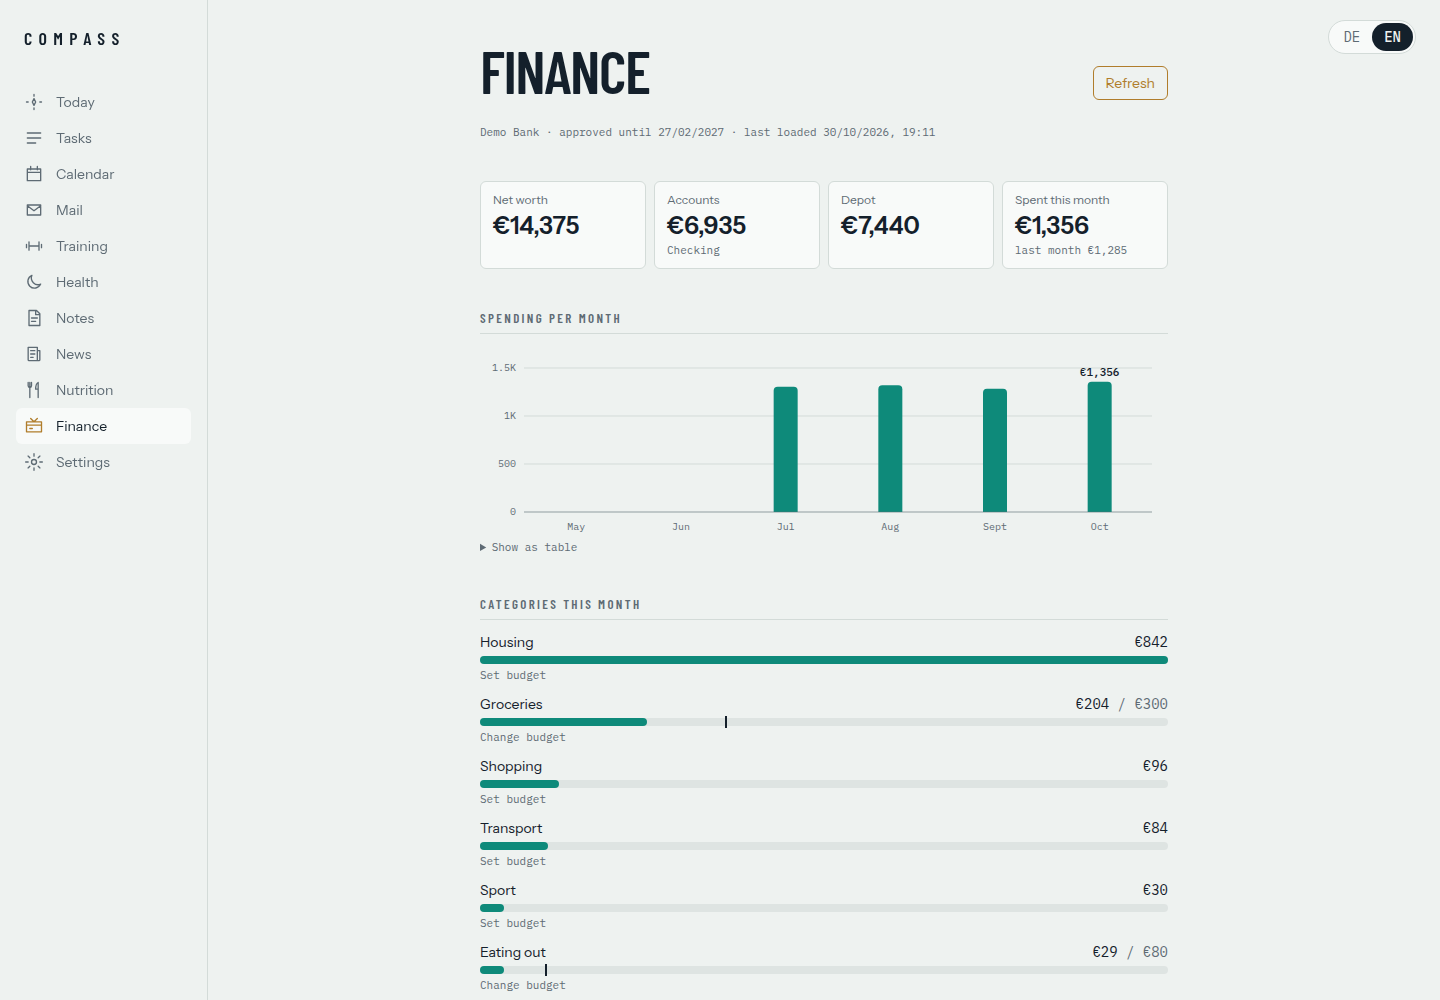 COMPASS
DE EN
Today
Tasks
Calendar
Mail
Training
Health
Notes
News
Nutrition
Finance
Settings
FINANCE
Refresh
Demo Bank · approved until 27/02/2027 · last loaded 30/10/2026, 19:11
Net worth
€14,375
Accounts
€6,935
Checking
Depot
€7,440
Spent this month
€1,356
last month €1,285
SPENDING PER MONTH
€1,356
1.5K
1K
500
0
May Jun Jul Aug Sept Oct
Show as table
CATEGORIES THIS MONTH
Housing €842
Set budget
Groceries €204 / €300
Change budget
Shopping €96
Set budget
Transport €84
Set budget
Sport €30
Set budget
Eating out €29 / €80
Change budget